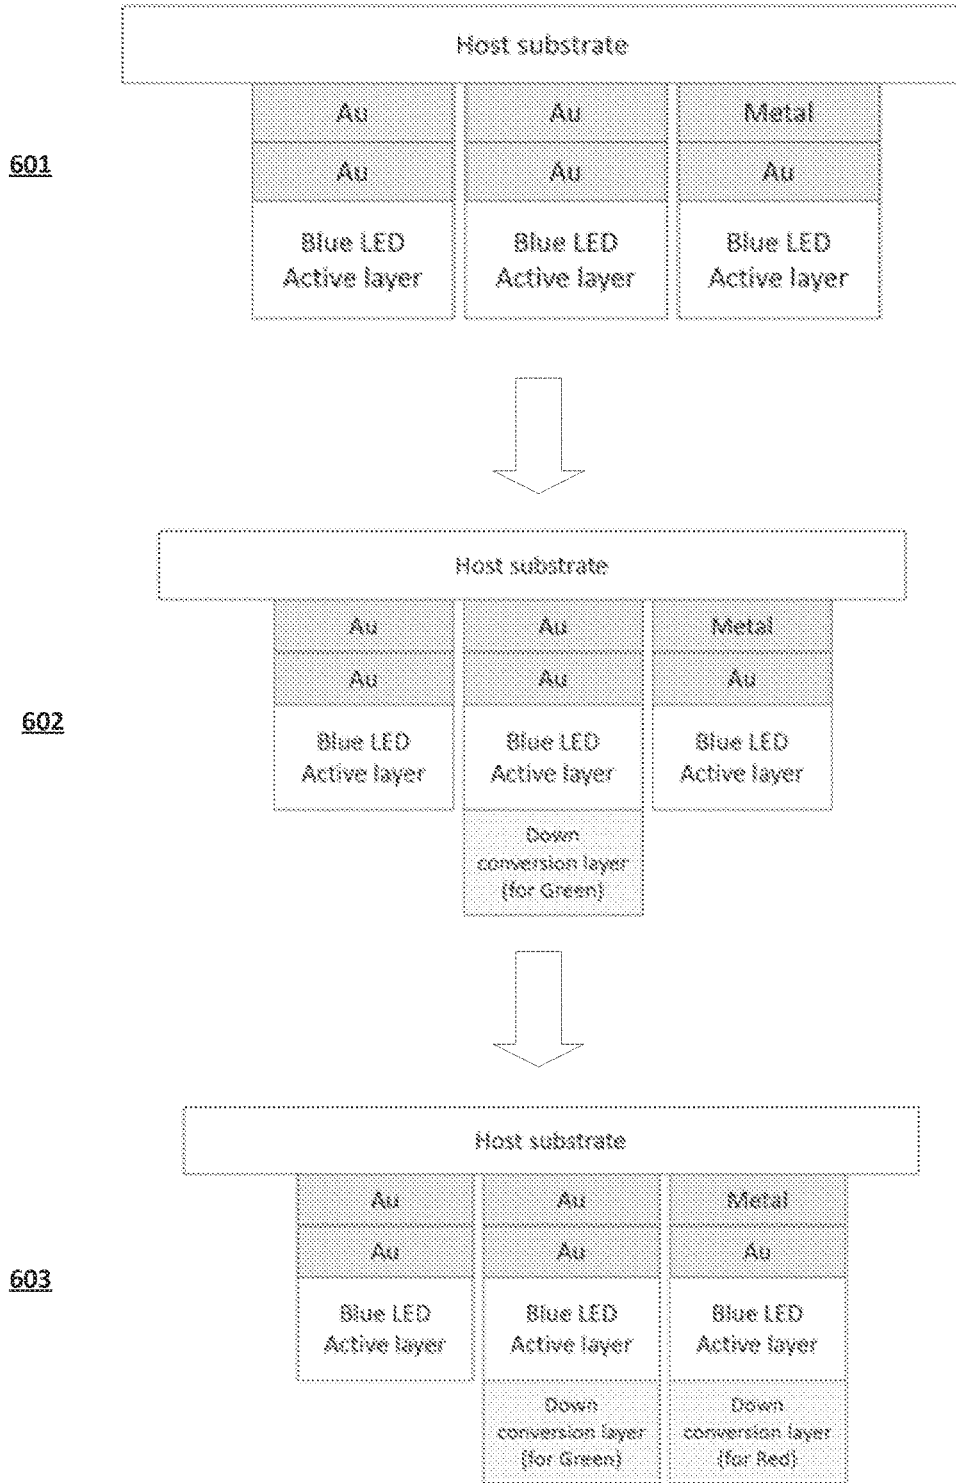 Host substrate
Au Au Metal
601
Au Au Au
Blue LED Blue LED Blue LED
Active layer Active layer Active layer
Host substrate
Au Au Metal
Au Au Au
602
Blue LED Blue LED Blue LED
Active layer Active layer Active layer
Down
conversion layer
(for Green)
Host substrate
Au Au Metal
Au Au Au
603
Blue LED Blue LED Blue LED
Active layer Active layer Active layer
Down Down
conversion layer conversion layer
(for Green) (for Red)